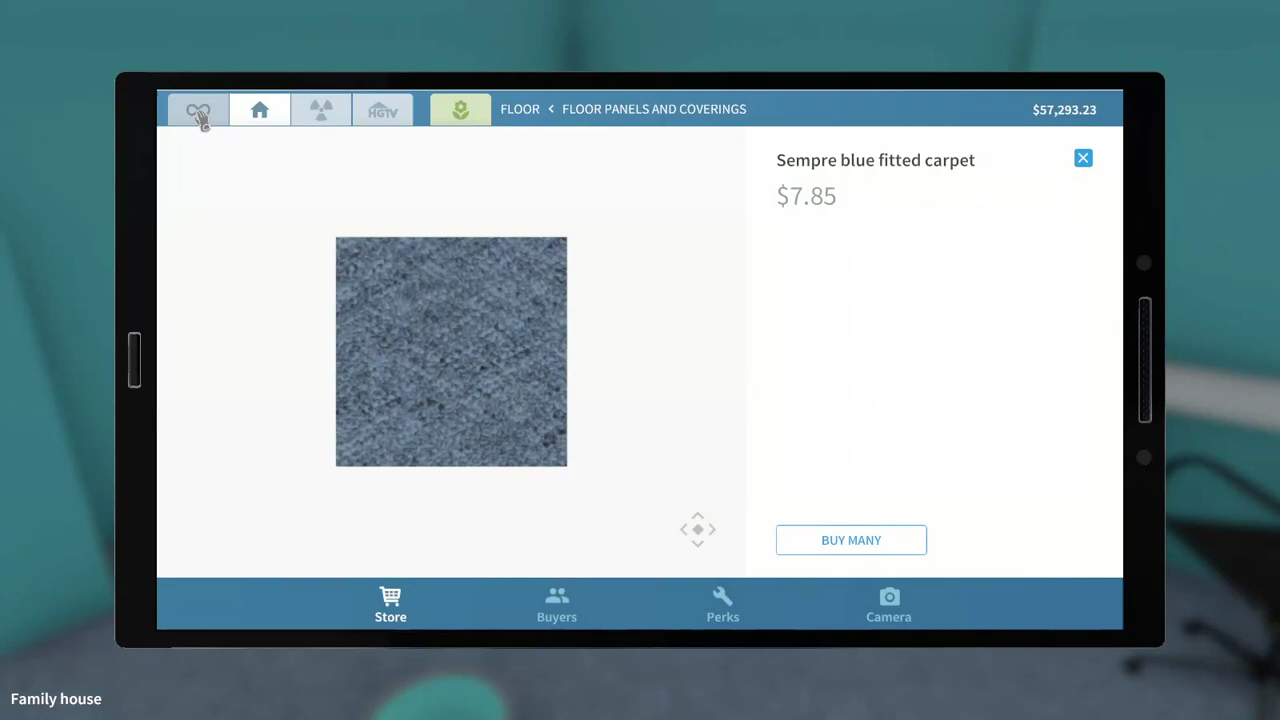 HGTV
FLOOR < FLOOR PANELS AND COVERINGS
$57,293.23
Sempre blue fitted carpet
$7.85
BUY MANY
Store
Buyers
Perks
Camera
Family house